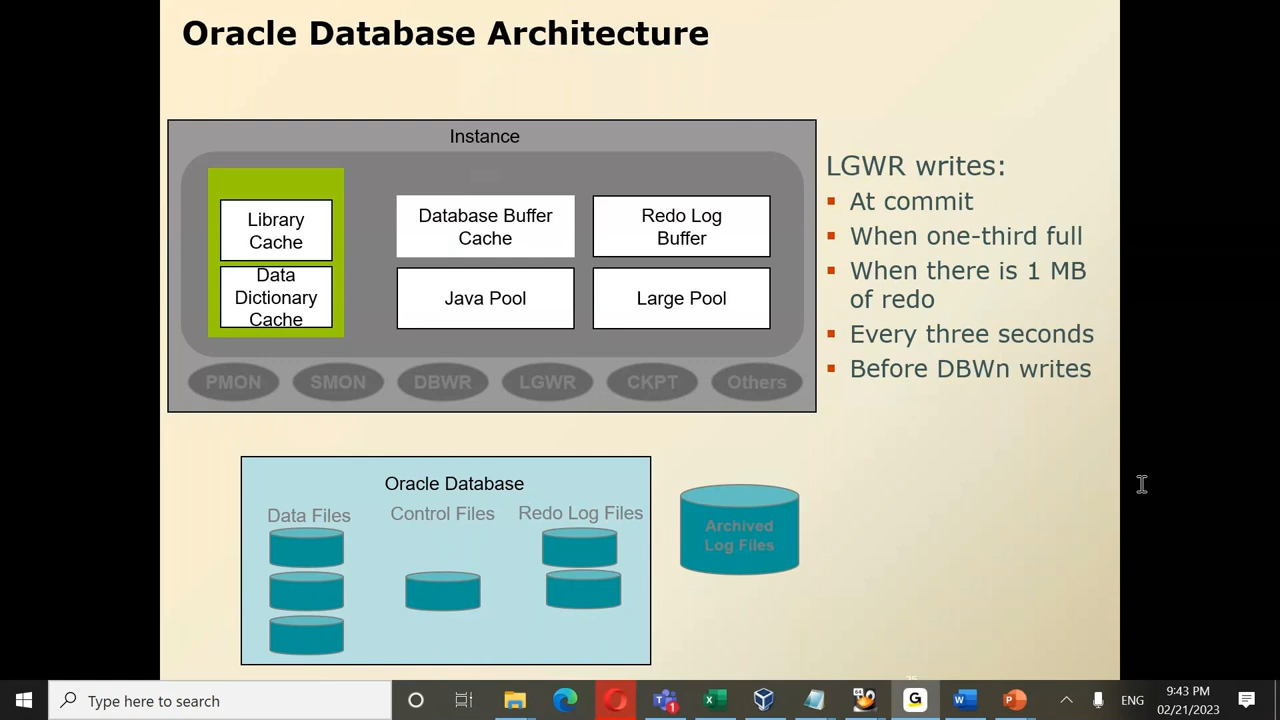 Oracle Database Architecture
Instance
Library
Cache
Data
Dictionary
Cache
Database Buffer
Cache
Redo Log
Buffer
Java Pool
Large Pool
PMON
SMON
DBWR
LGWR
CKPT
Others
LGWR writes:
At commit
When one-third full
When there is 1 MB
of redo
Every three seconds
Before DBWn writes
Oracle Database
Data Files
Control Files
Redo Log Files
Archived
Log Files
Type here to search
ENG
9:43 PM
02/21/2023